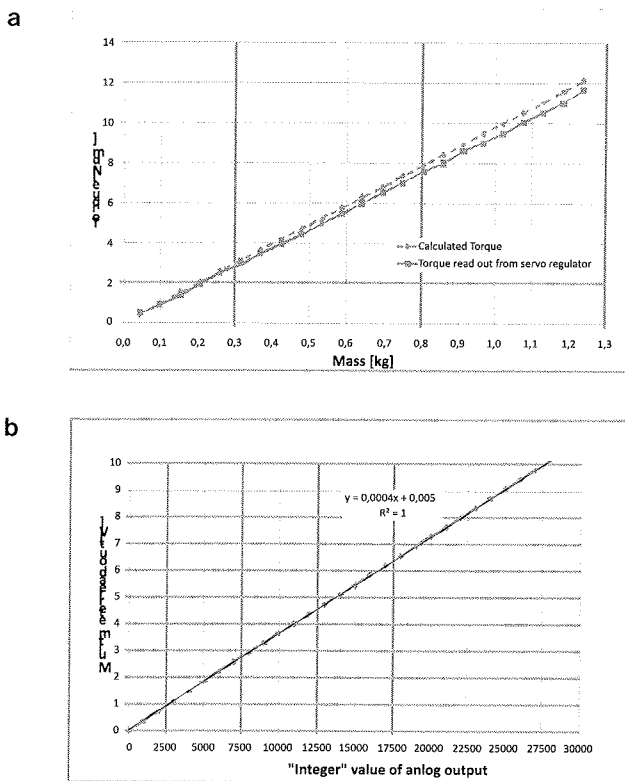 a
14
12
10
8
6
4
2
0
Calculated Torque
Torque read out from servo regulator
0,0 0,1 0,2 0,3 0,4 0,5 0,6 0,7 0,8 0,9 1,0 1,1 1,2 1,3
Mass [kg]
b
10
9
8
7
6
5
4
3
2
1
0
y = 0,0004x + 0,005
R² = 1
0 2500 5000 7500 10000 12500 15000 17500 20000 22500 25000 27500 30000
"Integer" value of anlog output